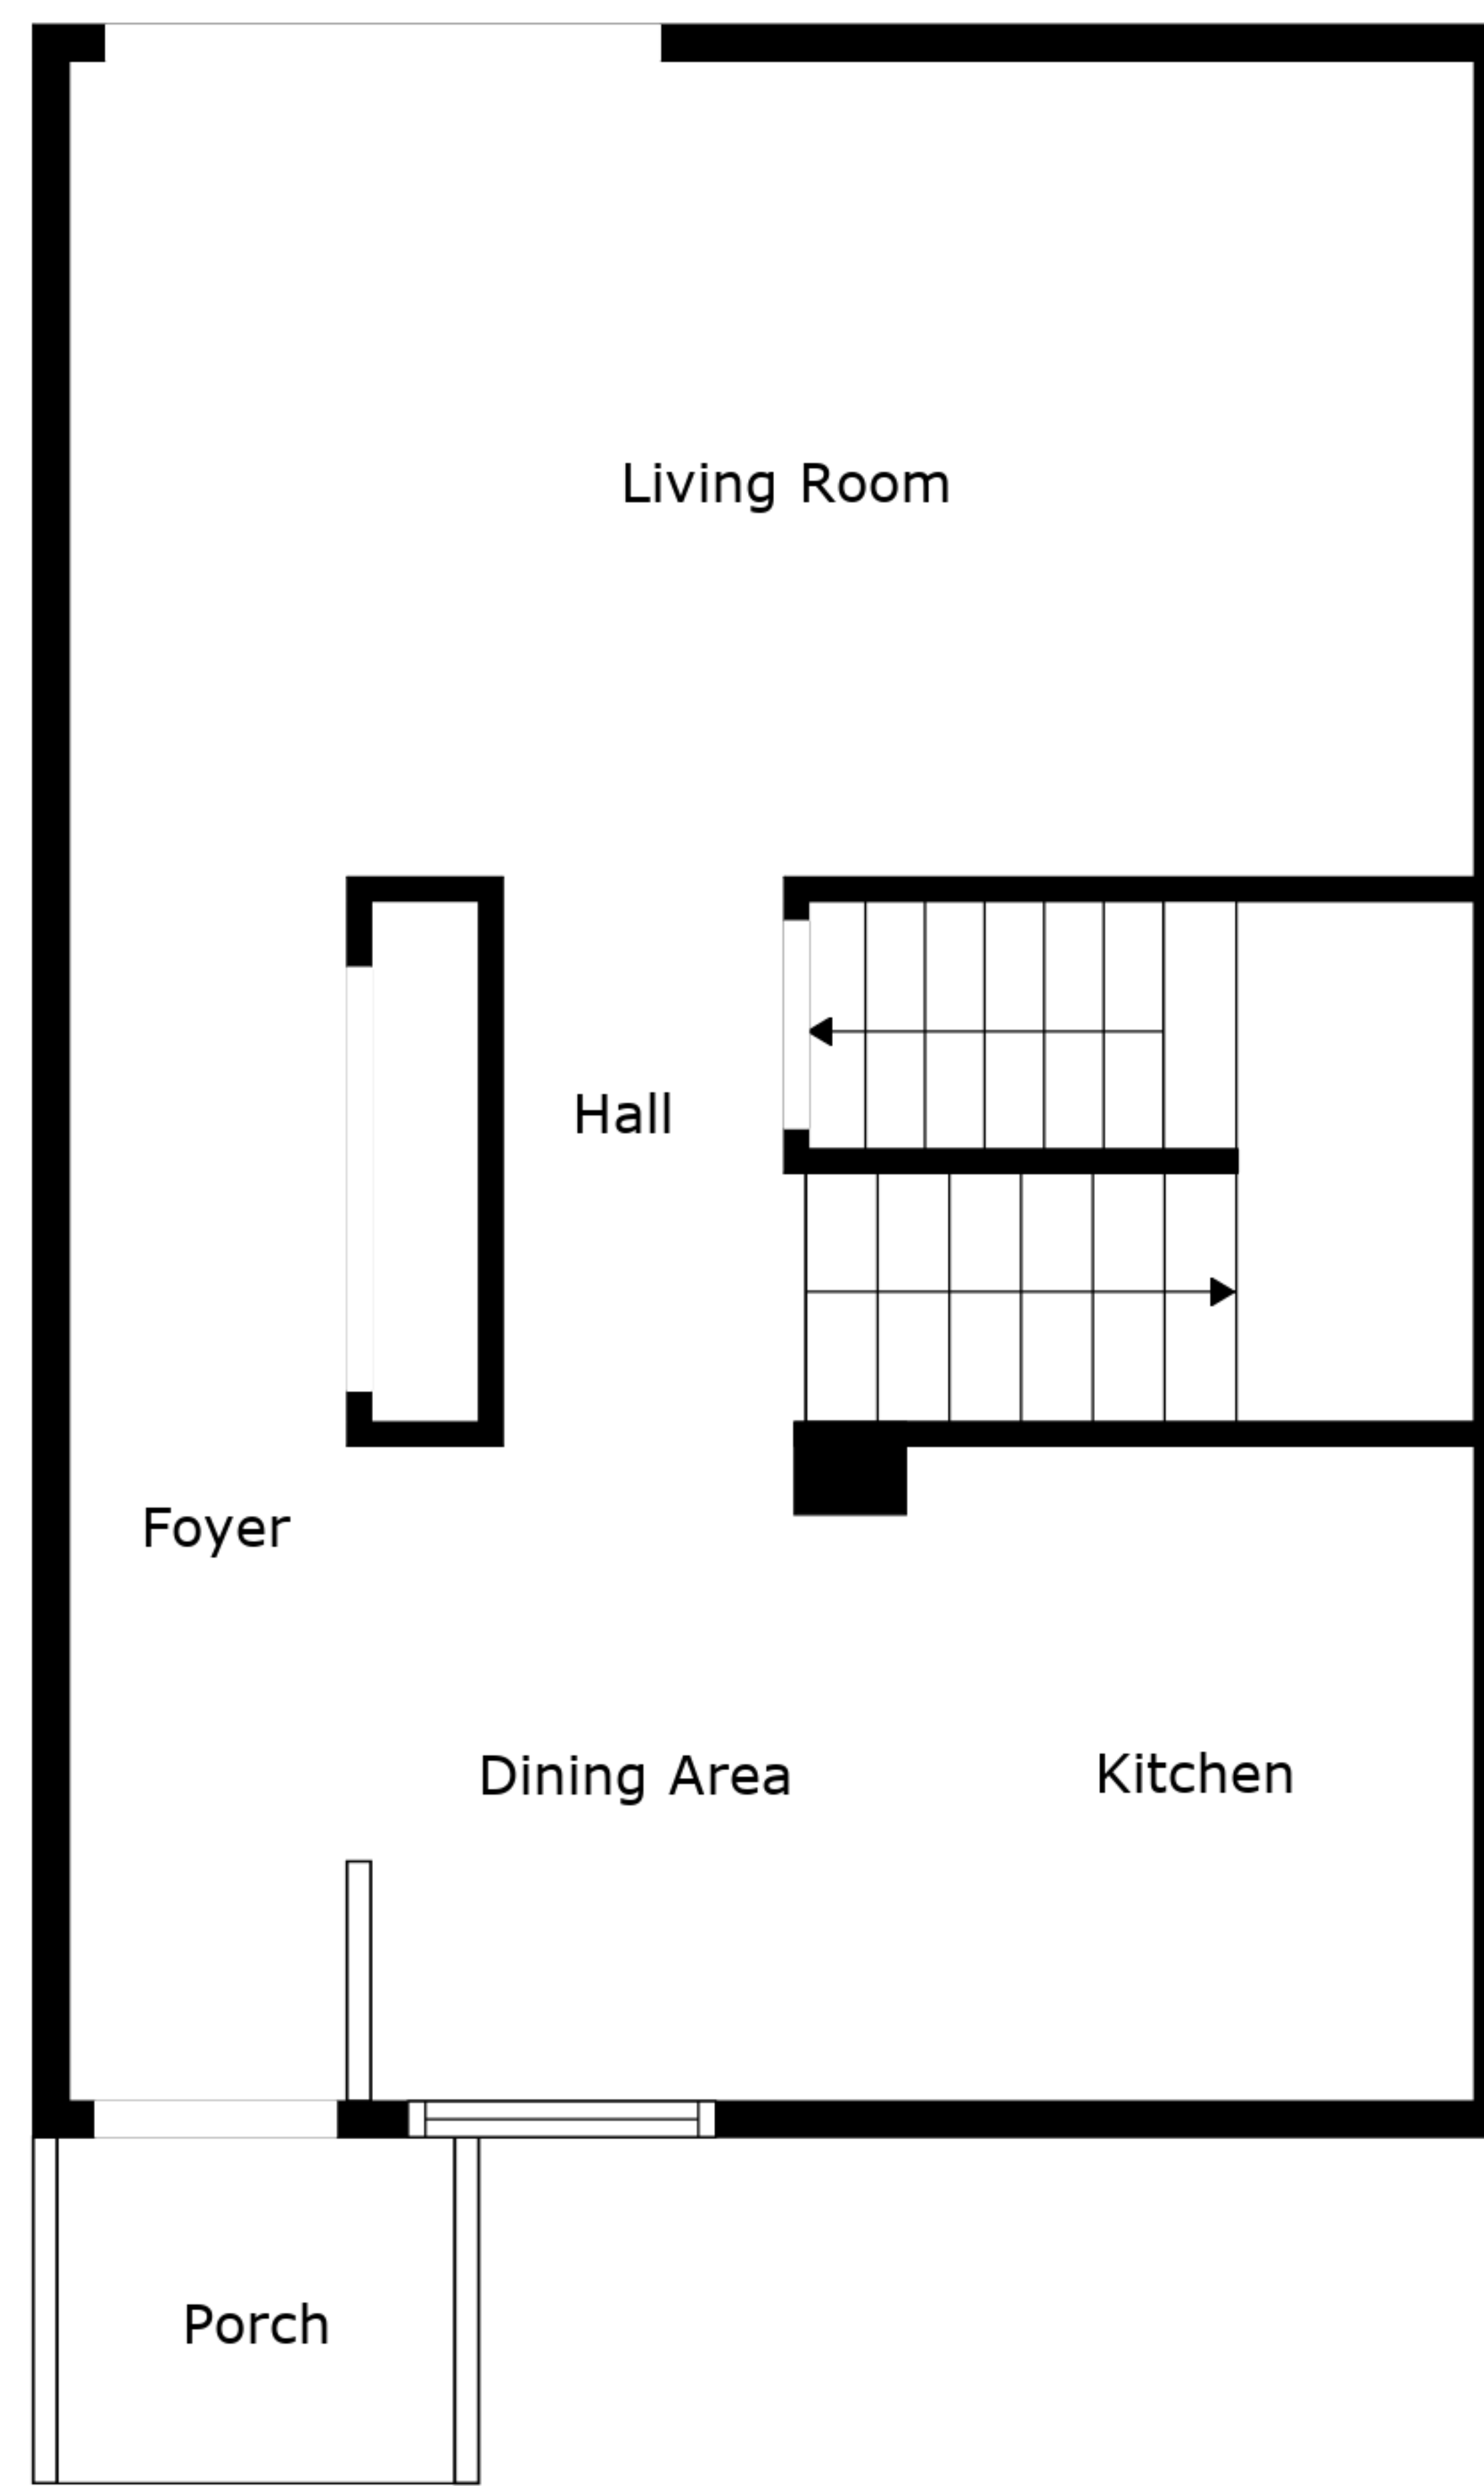 Living Room
Hall
Foyer
Dining Area
Kitchen
Porch